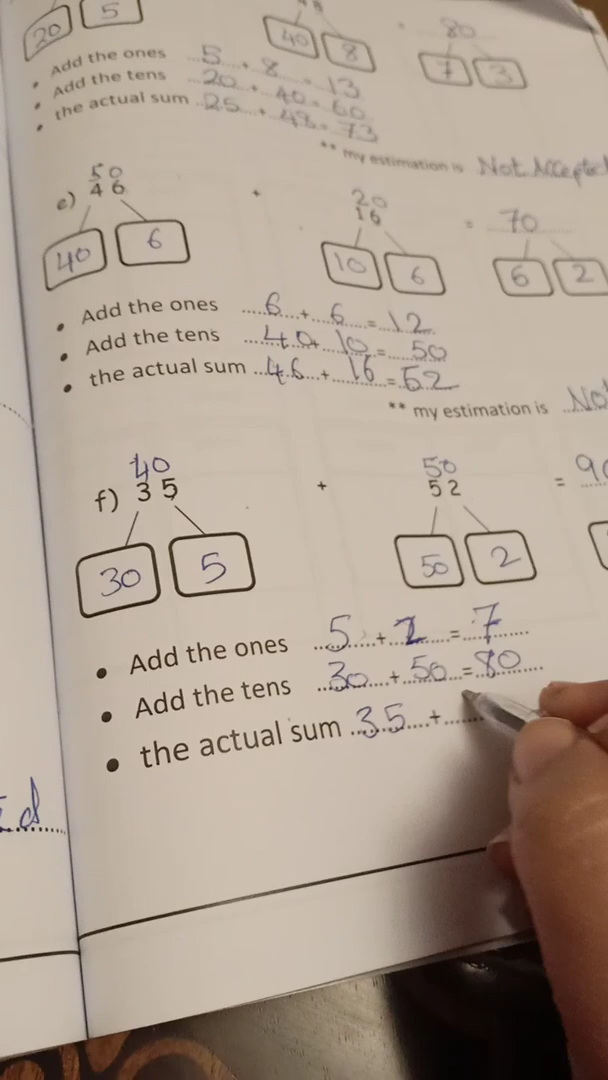 20 5 40 8 80
7 3
• Add the ones 5 + 8 = 13
• Add the tens 20 + 40 = 60
• the actual sum 25 + 48 = 73
** my estimation is Not Accepted
50 20
e) 46 + 16 = 70
40 6 10 6 6 2
• Add the ones 6 + 6 = 12
• Add the tens 40 + 10 = 50
• the actual sum 46 + 16 = 62
** my estimation is No
40 50
f) 35 + 52 = 90
30 5 50 2
• Add the ones 5 + 2 = 7
• Add the tens 30 + 50 = 80
• the actual sum 35 +